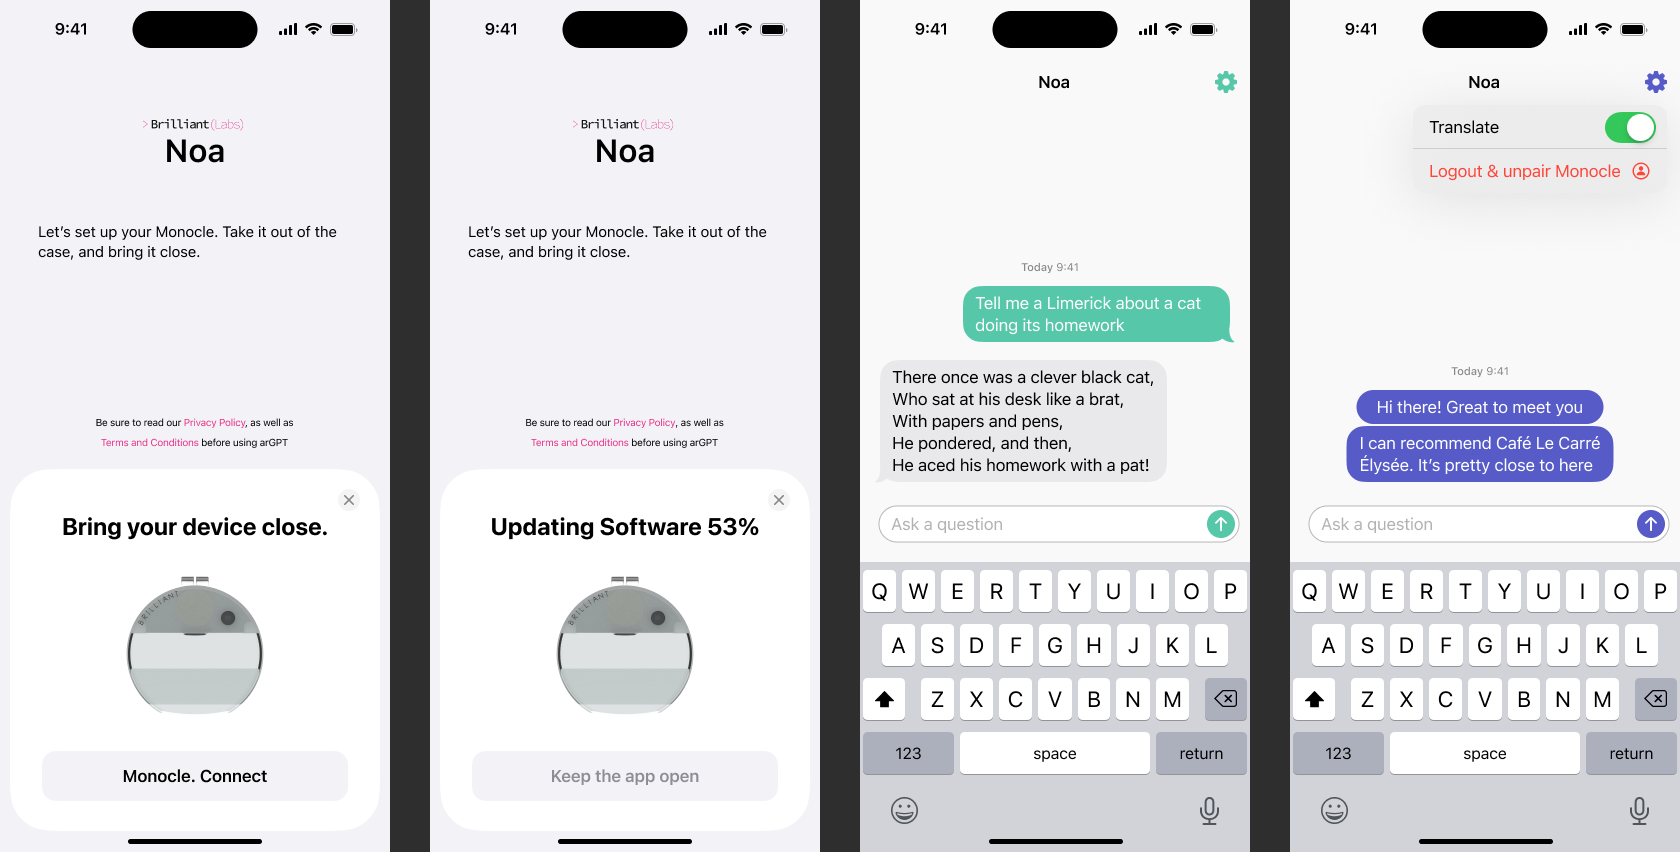 9:41
> Brilliant(Labs)
Noa
Let's set up your Monocle. Take it out of the
case, and bring it close.
Be sure to read our Privacy Policy, as well as
Terms and Conditions before using arGPT
Bring your device close.
BRILLIANT
Monocle. Connect
9:41
> Brilliant(Labs)
Noa
Let's set up your Monocle. Take it out of the
case, and bring it close.
Be sure to read our Privacy Policy, as well as
Terms and Conditions before using arGPT
Updating Software 53%
BRILLIANT
Keep the app open
9:41
Noa
Today 9:41
Tell me a Limerick about a cat
doing its homework
There once was a clever black cat,
Who sat at his desk like a brat,
With papers and pens,
He pondered, and then,
He aced his homework with a pat!
Ask a question
Q W E R T Y U I O P
A S D F G H J K L
Z X C V B N M
123 space return
9:41
Noa
Translate
Logout & unpair Monocle
Today 9:41
Hi there! Great to meet you
I can recommend Café Le Carré
Élysée. It's pretty close to here
Ask a question
Q W E R T Y U I O P
A S D F G H J K L
Z X C V B N M
123 space return